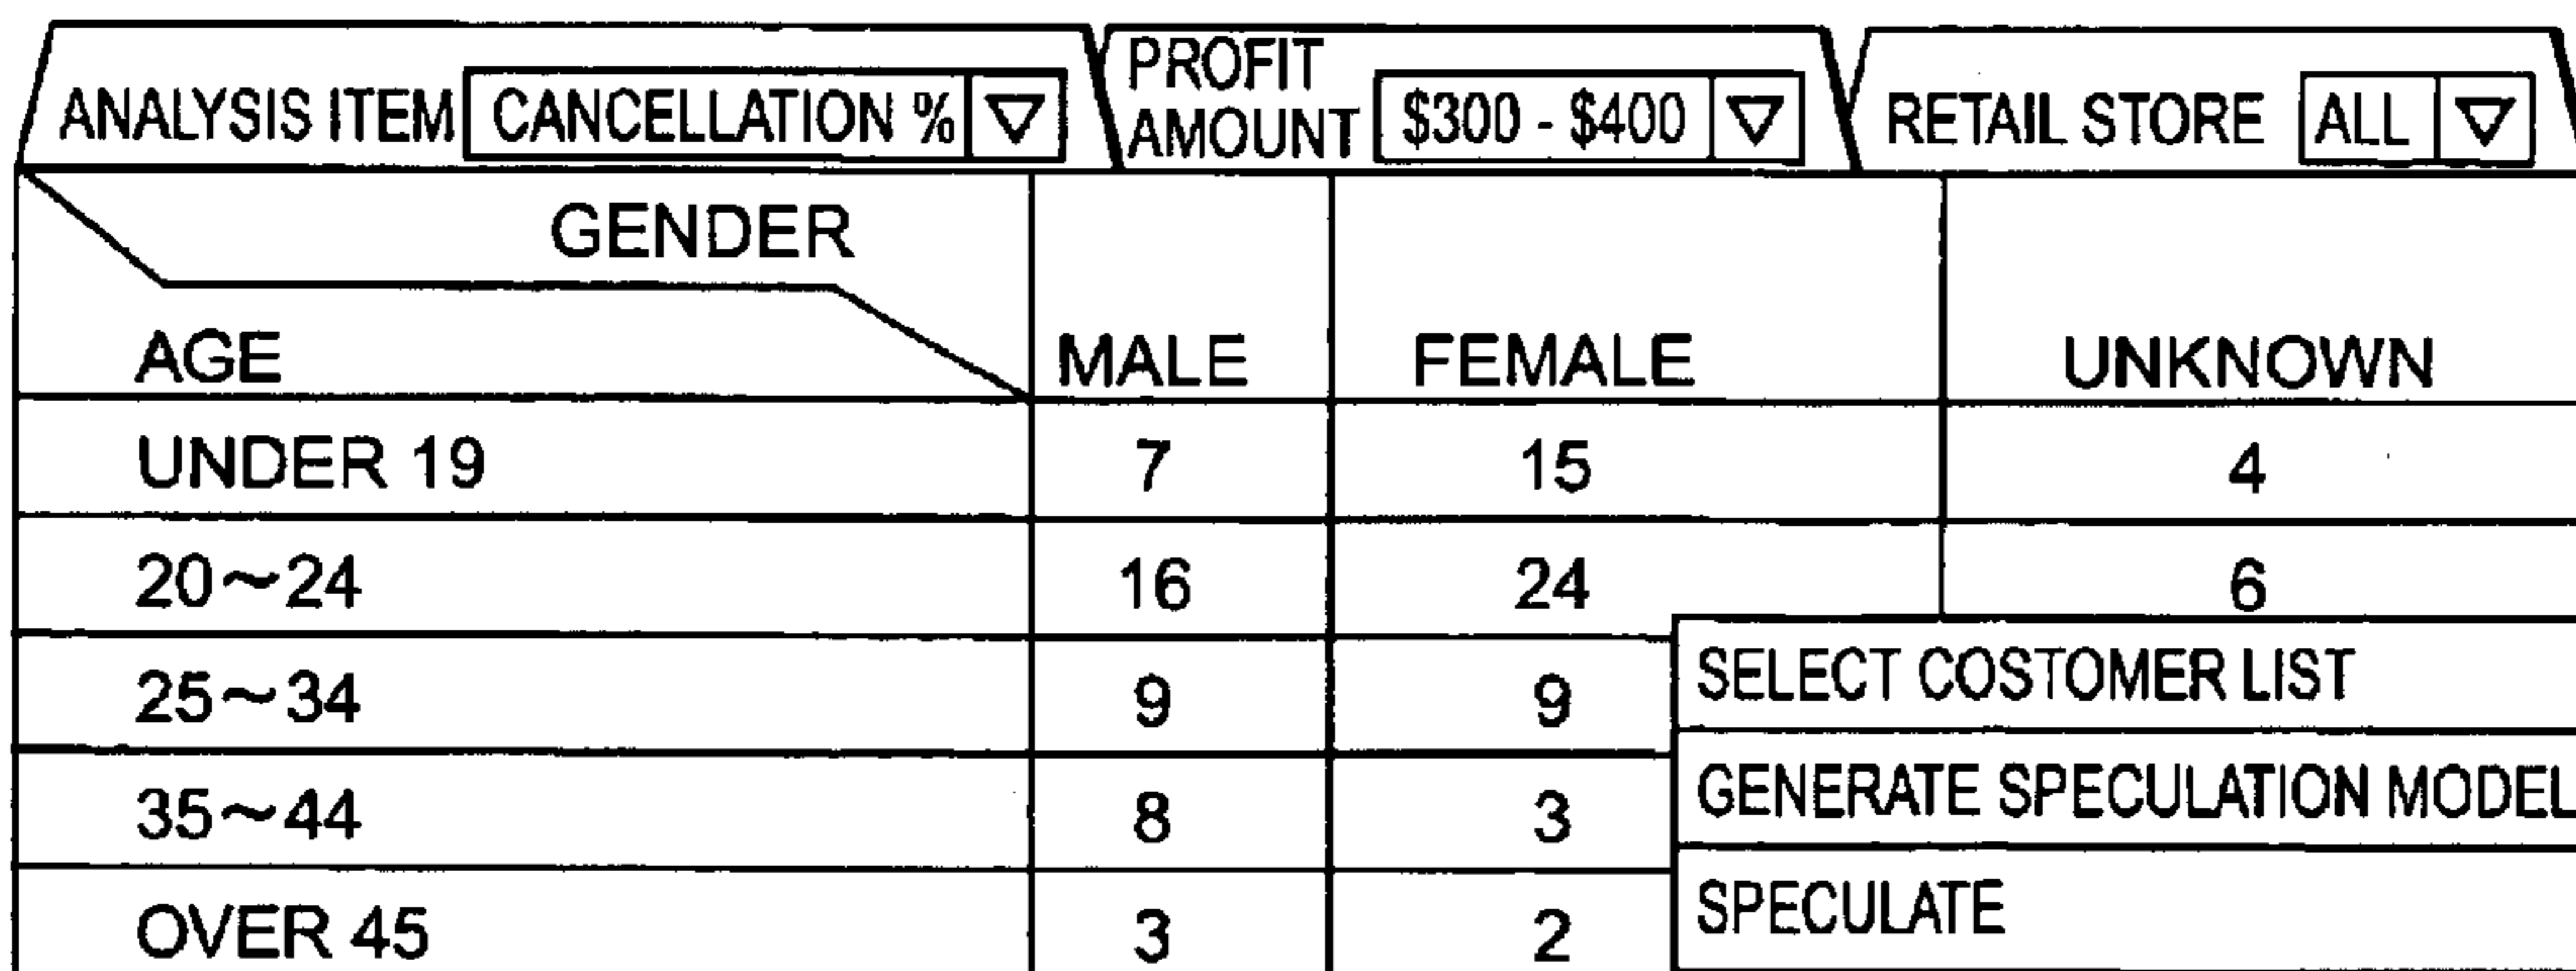 ANALYSIS ITEM CANCELLATION % PROFIT AMOUNT $300 - $400 RETAIL STORE ALL
GENDER
AGE MALE FEMALE UNKNOWN
UNDER 19 7 15 4
20~24 16 24 6
25~34 9 9 SELECT COSTOMER LIST
35~44 8 3 GENERATE SPECULATION MODEL
OVER 45 3 2 SPECULATE